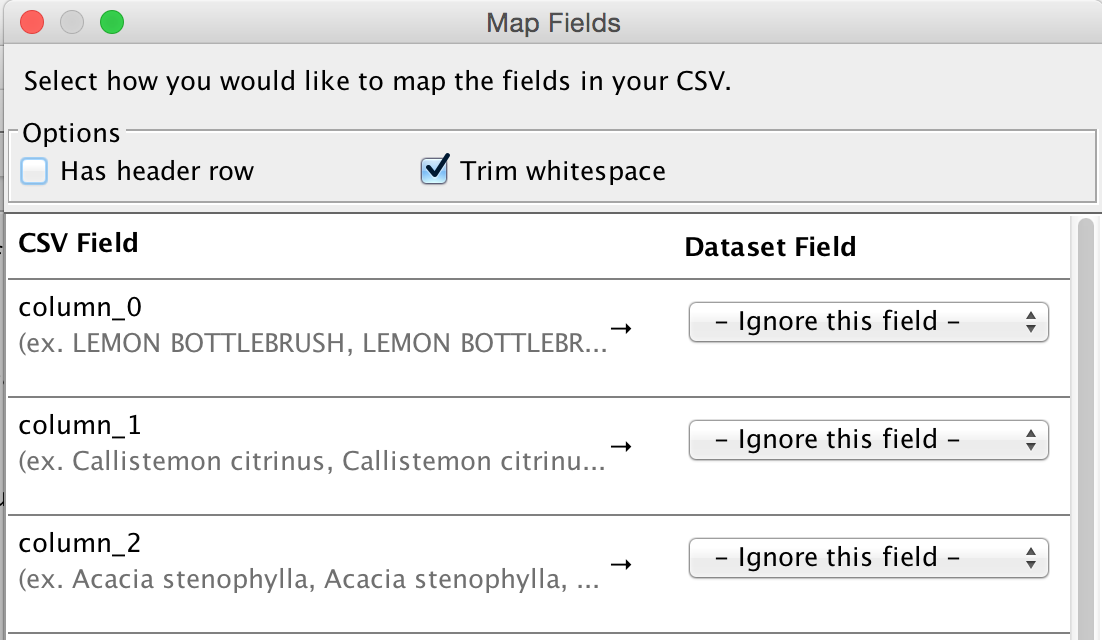 Map Fields
Select how you would like to map the fields in your CSV.
Options
Has header row
Trim whitespace
CSV Field
Dataset Field
column_0
(ex. LEMON BOTTLEBRUSH, LEMON BOTTLEBR...
→
– Ignore this field –
column_1
(ex. Callistemon citrinus, Callistemon citrinu...
→
– Ignore this field –
column_2
(ex. Acacia stenophylla, Acacia stenophylla, ...
→
– Ignore this field –